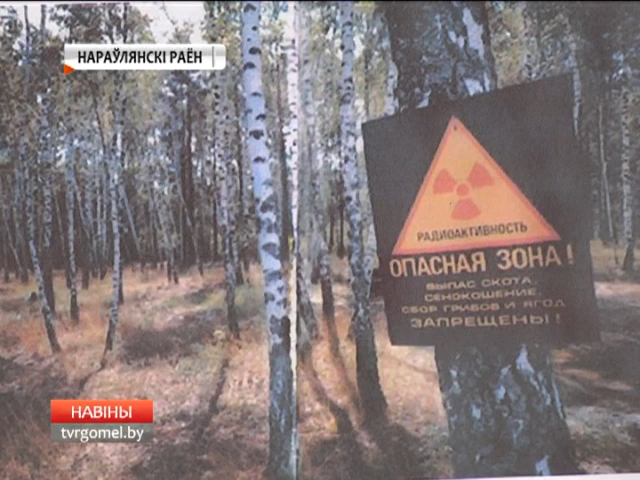 НАРАЎЛЯНСКІ РАЁН
РАДИОАКТИВНОСТЬ
ОПАСНАЯ ЗОНА!
ВЫПАС СКОТА,
СЕНОКОШЕНИЕ,
СБОР ГРИБОВ И ЯГОД
ЗАПРЕЩЕНЫ!
НАВІНЫ
tvrgomel.by